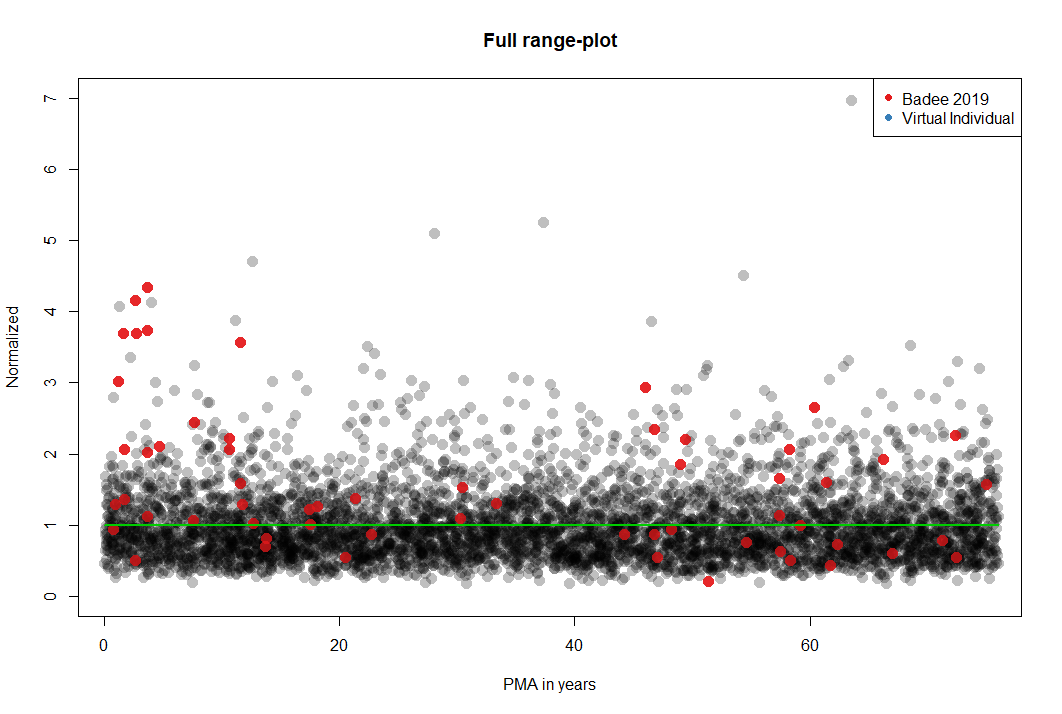 Full range-plot
Badee 2019
Virtual Individual
Normalized
7
6
5
4
3
2
1
0
0 20 40 60
PMA in years